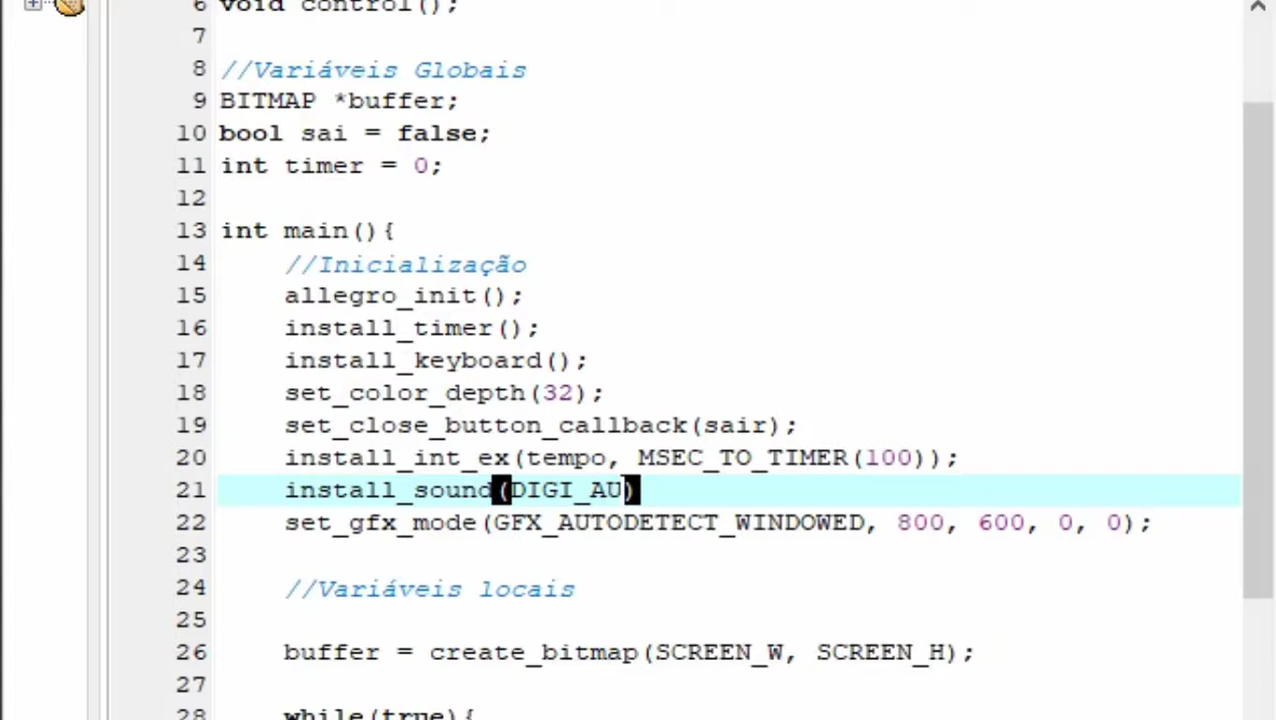 6 void control();
7
8 //Variáveis Globais
9 BITMAP *buffer;
10 bool sai = false;
11 int timer = 0;
12
13 int main(){
14 //Inicialização
15 allegro_init();
16 install_timer();
17 install_keyboard();
18 set_color_depth(32);
19 set_close_button_callback(sair);
20 install_int_ex(tempo, MSEC_TO_TIMER(100));
21 install_sound(DIGI_AU)
22 set_gfx_mode(GFX_AUTODETECT_WINDOWED, 800, 600, 0, 0);
23
24 //Variáveis locais
25
26 buffer = create_bitmap(SCREEN_W, SCREEN_H);
27
28 while(true){